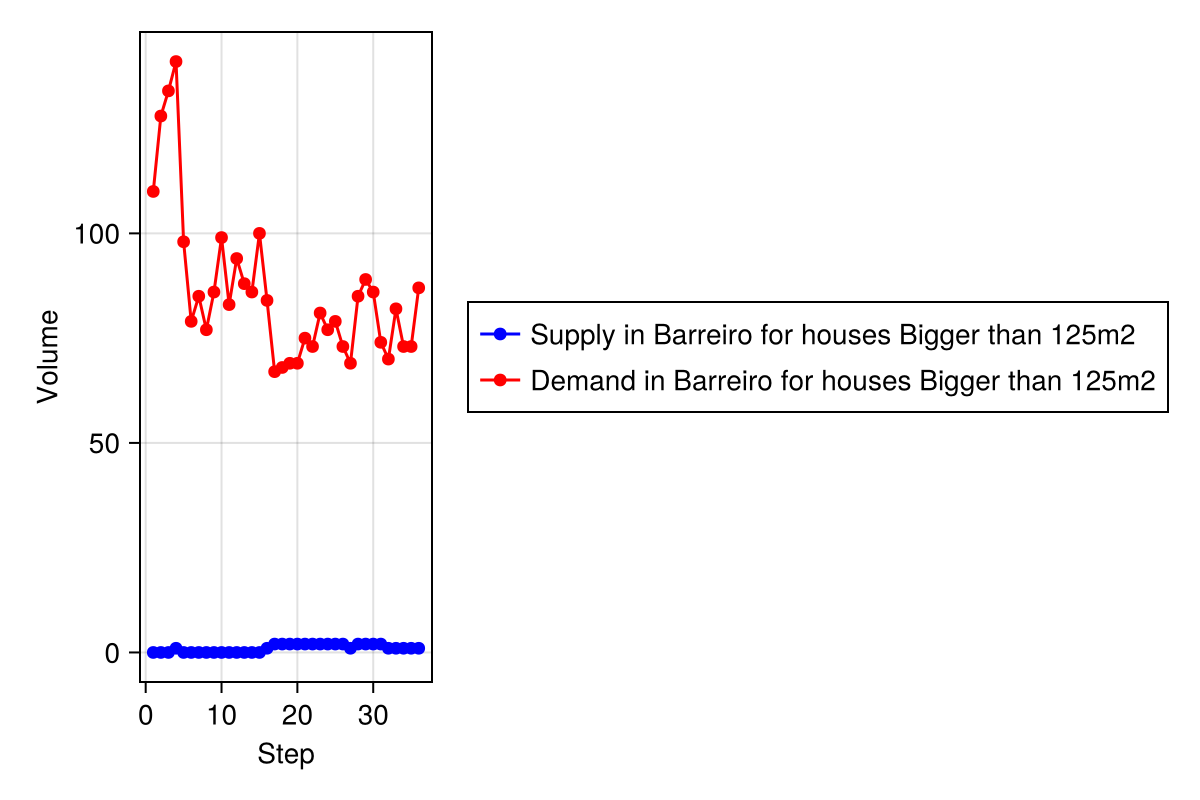 Volume
100
50
0
0 10 20 30
Step
Supply in Barreiro for houses Bigger than 125m2
Demand in Barreiro for houses Bigger than 125m2